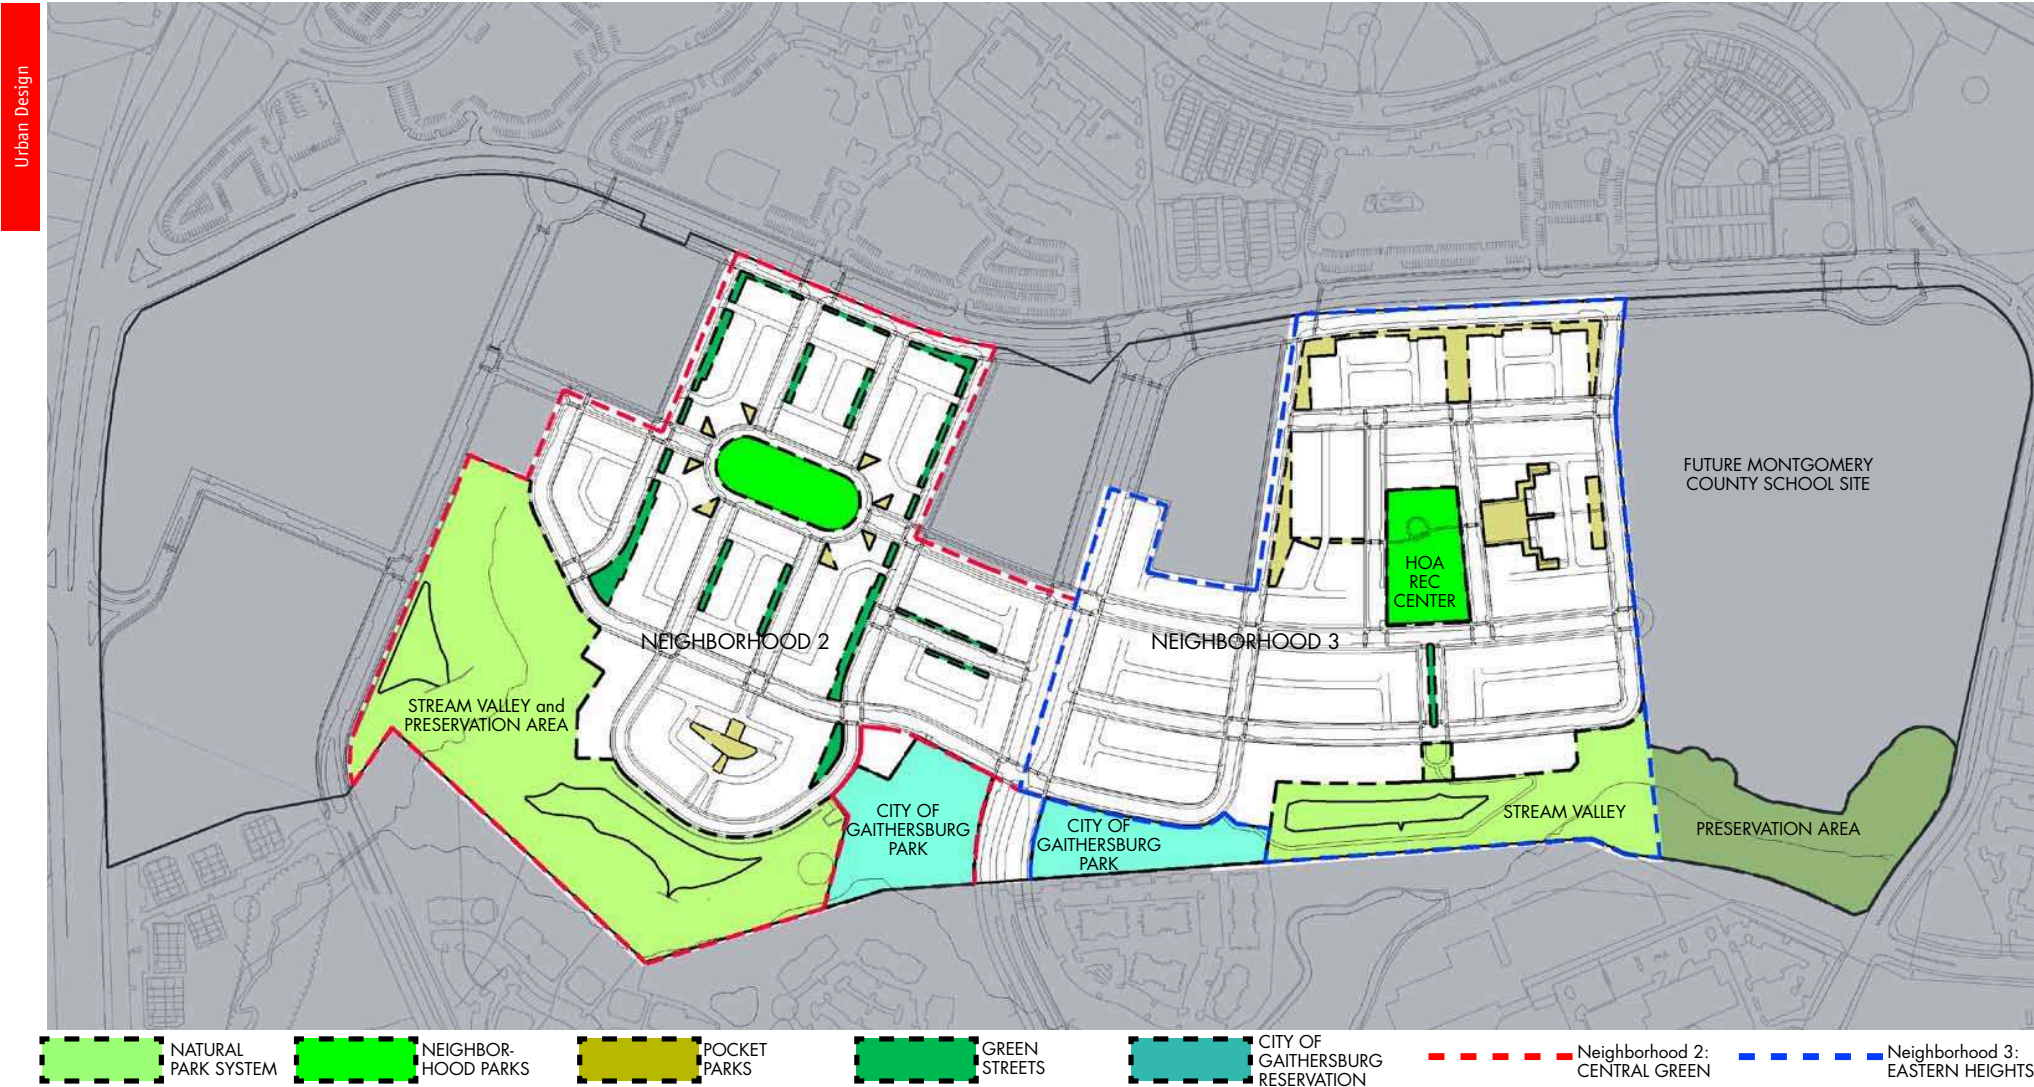 Urban Design
FUTURE MONTGOMERY
COUNTY SCHOOL SITE
HOA
REC
CENTER
NEIGHBORHOOD 2
NEIGHBORHOOD 3
STREAM VALLEY and
PRESERVATION AREA
CITY OF
GAITHERSBURG
PARK
CITY OF
GAITHERSBURG
PARK
STREAM VALLEY
PRESERVATION AREA
NATURAL
PARK SYSTEM
NEIGHBOR-
HOOD PARKS
POCKET
PARKS
GREEN
STREETS
CITY OF
GAITHERSBURG
RESERVATION
Neighborhood 2:
CENTRAL GREEN
Neighborhood 3:
EASTERN HEIGHTS